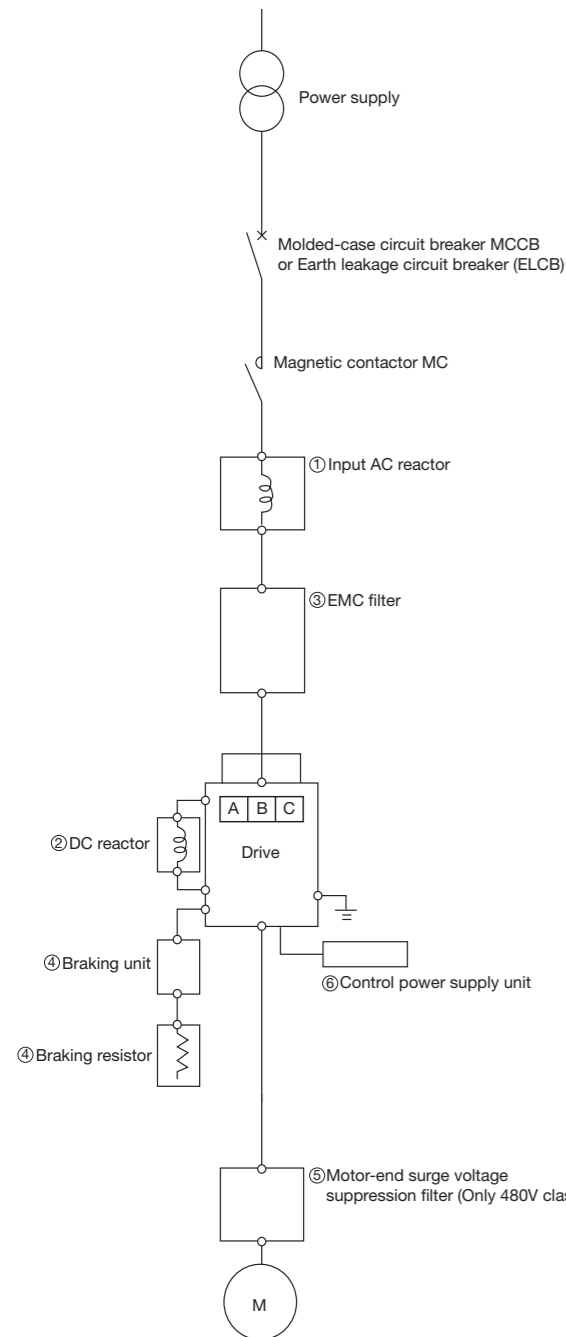 Power supply
Molded-case circuit breaker MCCB
or Earth leakage circuit breaker (ELCB)
Magnetic contactor MC
①Input AC reactor
③EMC filter
A B C
②DC reactor
Drive
④Braking unit
⑥Control power supply unit
④Braking resistor
⑤Motor-end surge voltage
suppression filter (Only 480V clas
M